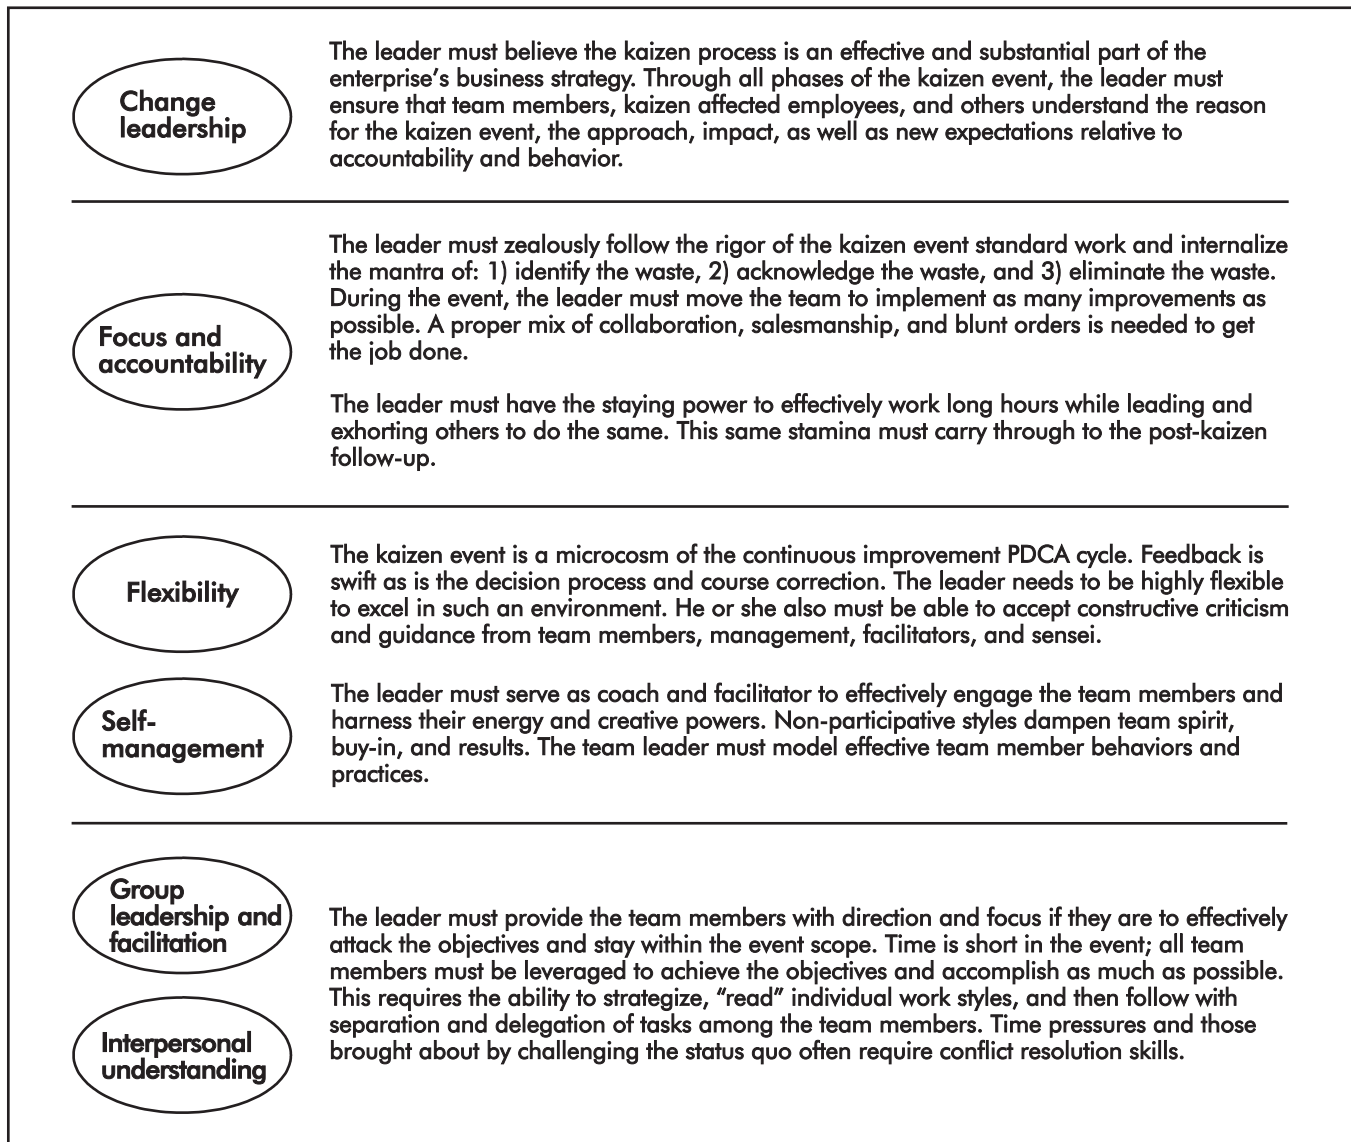 Change
leadership
The leader must believe the kaizen process is an effective and substantial part of the
enterprise's business strategy. Through all phases of the kaizen event, the leader must
ensure that team members, kaizen affected employees, and others understand the reason
for the kaizen event, the approach, impact, as well as new expectations relative to
accountability and behavior.
Focus and
accountability
The leader must zealously follow the rigor of the kaizen event standard work and internalize
the mantra of: 1) identify the waste, 2) acknowledge the waste, and 3) eliminate the waste.
During the event, the leader must move the team to implement as many improvements as
possible. A proper mix of collaboration, salesmanship, and blunt orders is needed to get
the job done.
The leader must have the staying power to effectively work long hours while leading and
exhorting others to do the same. This same stamina must carry through to the post-kaizen
follow-up.
Flexibility
The kaizen event is a microcosm of the continuous improvement PDCA cycle. Feedback is
swift as is the decision process and course correction. The leader needs to be highly flexible
to excel in such an environment. He or she also must be able to accept constructive criticism
and guidance from team members, management, facilitators, and sensei.
Self-
management
The leader must serve as coach and facilitator to effectively engage the team members and
harness their energy and creative powers. Non-participative styles dampen team spirit,
buy-in, and results. The team leader must model effective team member behaviors and
practices.
Group
leadership and
facilitation
Interpersonal
understanding
The leader must provide the team members with direction and focus if they are to effectively
attack the objectives and stay within the event scope. Time is short in the event; all team
members must be leveraged to achieve the objectives and accomplish as much as possible.
This requires the ability to strategize, “read” individual work styles, and then follow with
separation and delegation of tasks among the team members. Time pressures and those
brought about by challenging the status quo often require conflict resolution skills.